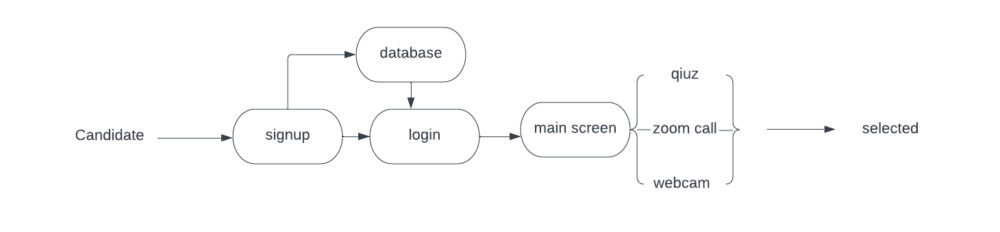 database
qiuz
Candidate
signup
login
main screen
zoom call
selected
webcam